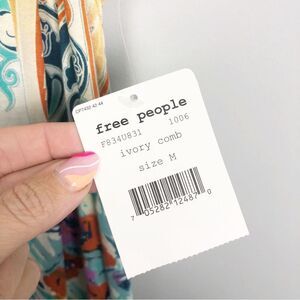 free people
F834U831 1006
ivory comb
size M
7 05282 12487 0